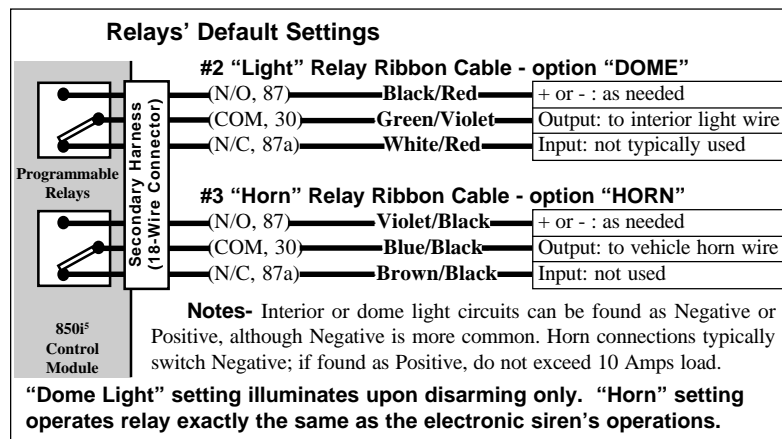 Relays' Default Settings
#2 “Light” Relay Ribbon Cable - option “DOME”
(N/O, 87) Black/Red + or - : as needed
(COM, 30) Green/Violet Output: to interior light wire
(N/C, 87a) White/Red Input: not typically used
Programmable
Relays
Secondary Harness
(18-Wire Connector)
#3 “Horn” Relay Ribbon Cable - option “HORN”
(N/O, 87) Violet/Black + or - : as needed
(COM, 30) Blue/Black Output: to vehicle horn wire
(N/C, 87a) Brown/Black Input: not used
850i⁵
Control
Module
Notes- Interior or dome light circuits can be found as Negative or
Positive, although Negative is more common. Horn connections typically
switch Negative; if found as Positive, do not exceed 10 Amps load.
“Dome Light” setting illuminates upon disarming only. “Horn” setting
operates relay exactly the same as the electronic siren's operations.